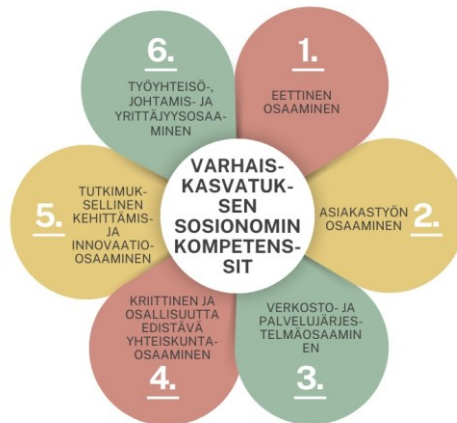 VARHAIS-
KASVATUK-
SEN
SOSIONOMIN
KOMPETENS-
SIT
1.
EETTINEN
OSAAMINEN
ASIAKASTYÖN
OSAAMINEN
2.
VERKOSTO- JA
PALVELUJÄRJES-
TELMÄOSAAMIN
EN
3.
KRIITTINEN JA
OSALLISUUTTA
EDISTÄVÄ
YHTEISKUNTA-
OSAAMINEN
4.
5.
TUTKIMUK-
SELLINEN
KEHITTÄMIS-
JA
INNOVAATIO-
OSAAMINEN
6.
TYÖYHTEISÖ-,
JOHTAMIS- JA
YRITTÄJYYSOSAA-
MINEN